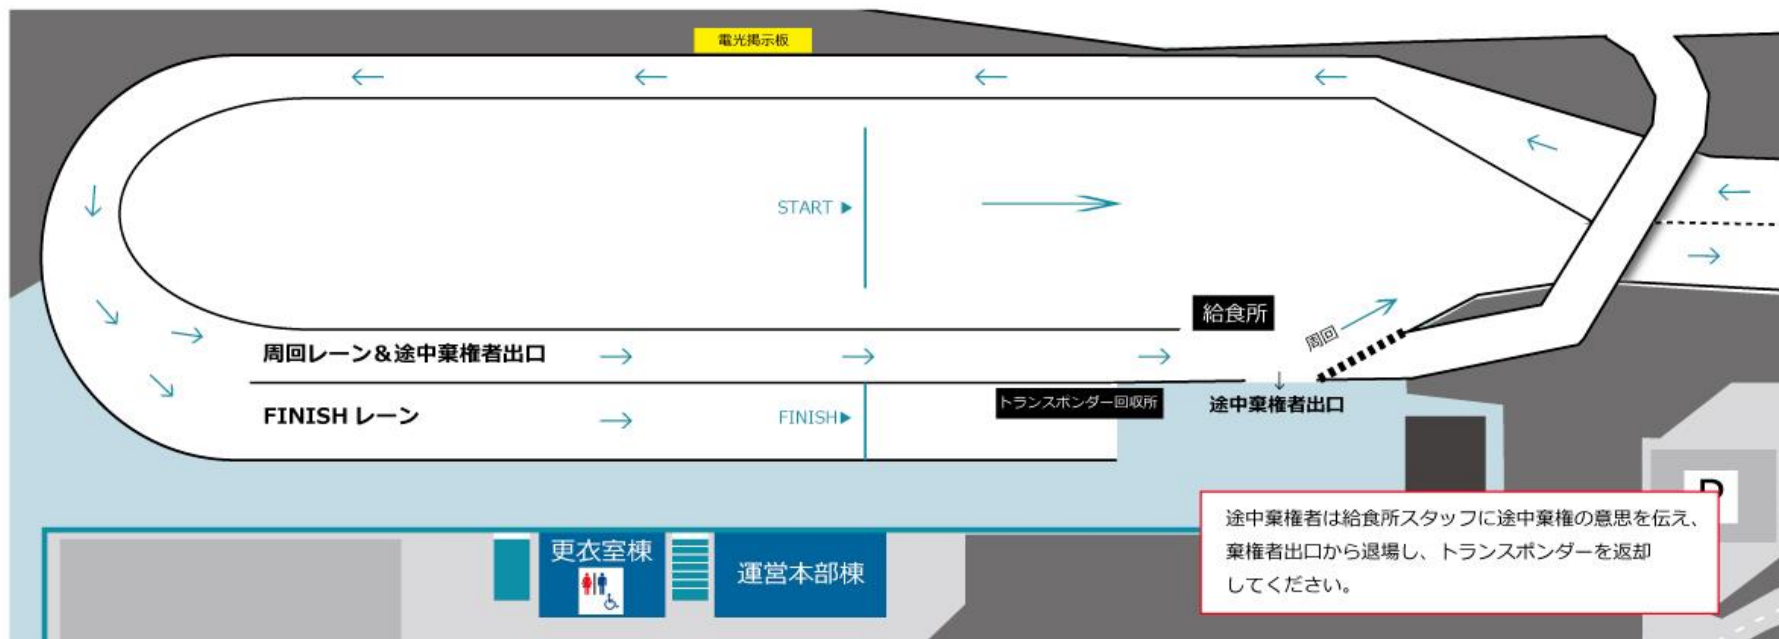 電光掲示板
START
給食所
周回
周回レーン＆途中棄権者出口
トランスポンダー回収所
途中棄権者出口
FINISH レーン
FINISH
途中棄権者は給食所スタッフに途中棄権の意思を伝え、
棄権者出口から退場し、トランスポンダーを返却
してください。
更衣室棟
運営本部棟